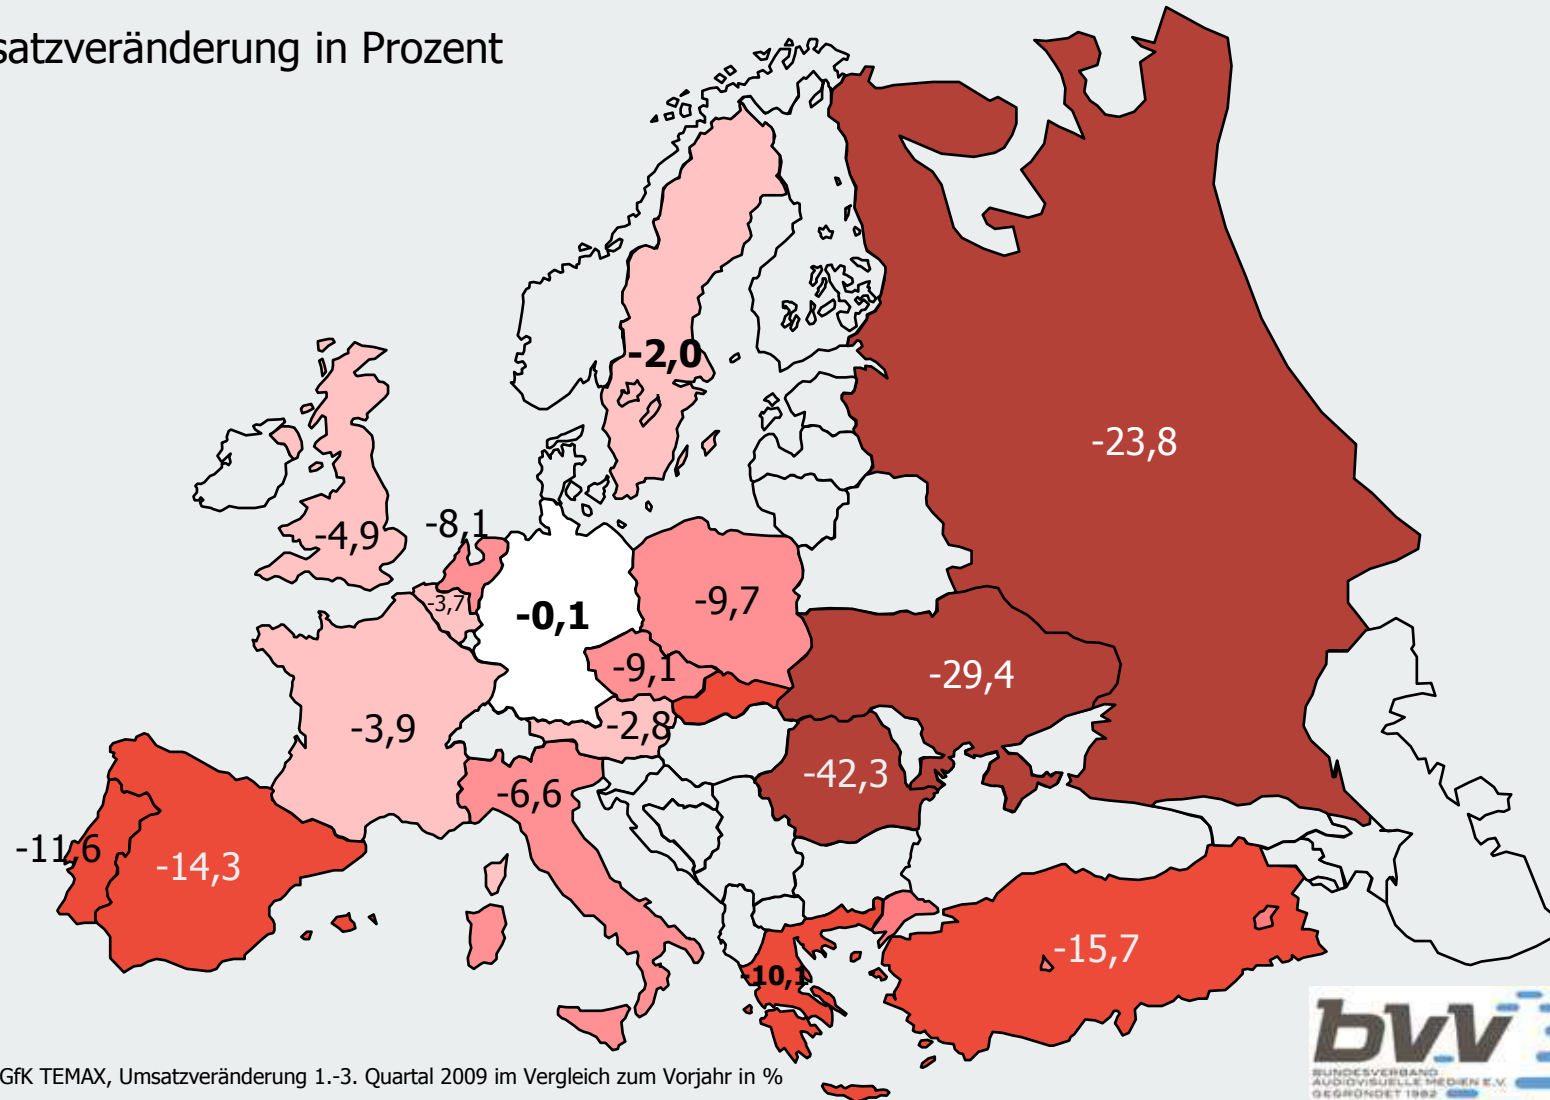 satzveränderung in Prozent
-2,0
-23,8
-4,9
-8,1
-3,7
-0,1
-9,7
-9,1
-29,4
-3,9
-2,8
-42,3
-6,6
-11,6
-14,3
-10,1
-15,7
bvv
BUNDESVERBAND
AUDIOVISUELLE MEDIEN E.V.
GEGRÜNDET 1982
GfK TEMAX, Umsatzveränderung 1.-3. Quartal 2009 im Vergleich zum Vorjahr in %